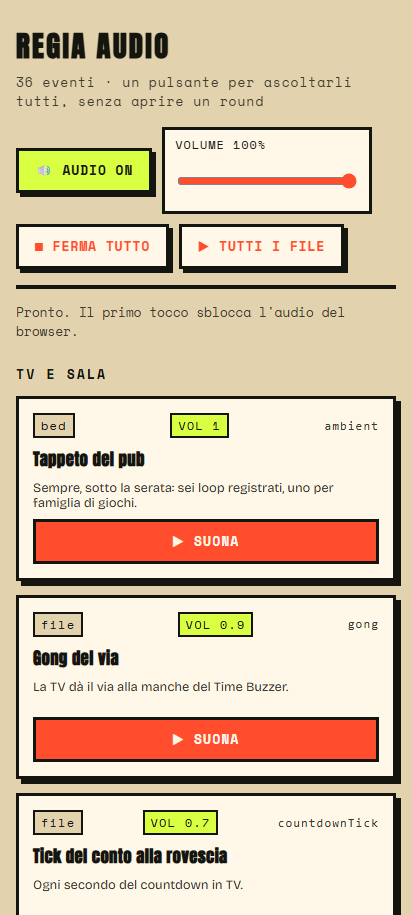 REGIA AUDIO
36 eventi · un pulsante per ascoltarli
tutti, senza aprire un round
🔊 AUDIO ON
VOLUME 100%
■ FERMA TUTTO
▶ TUTTI I FILE
Pronto. Il primo tocco sblocca l'audio del
browser.
TV E SALA
bed
VOL 1
ambient
Tappeto del pub
Sempre, sotto la serata: sei loop registrati, uno per
famiglia di giochi.
▶ SUONA
file
VOL 0.9
gong
Gong del via
La TV dà il via alla manche del Time Buzzer.
▶ SUONA
file
VOL 0.7
countdownTick
Tick del conto alla rovescia
Ogni secondo del countdown in TV.